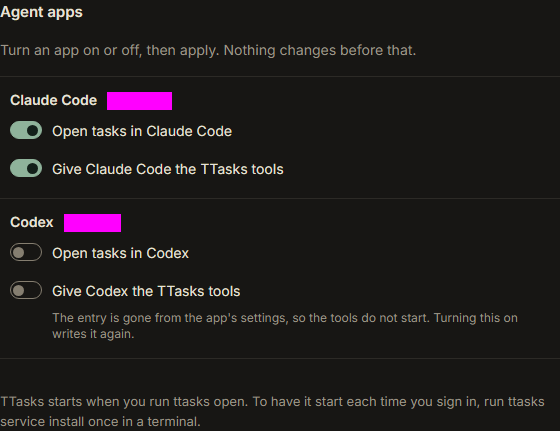 Agent apps
Turn an app on or off, then apply. Nothing changes before that.
Claude Code
Open tasks in Claude Code
Give Claude Code the TTasks tools
Codex
Open tasks in Codex
Give Codex the TTasks tools
The entry is gone from the app's settings, so the tools do not start. Turning this on
writes it again.
TTasks starts when you run ttasks open. To have it start each time you sign in, run ttasks
service install once in a terminal.